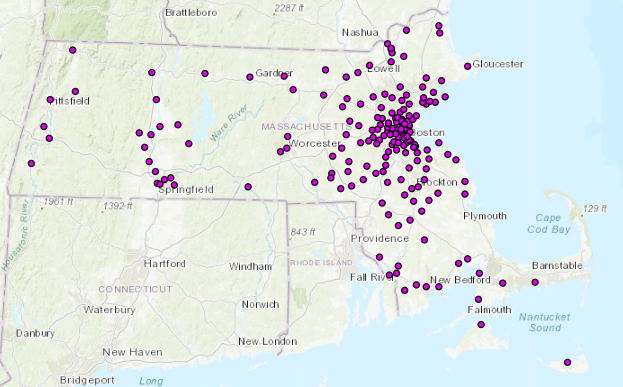 Brattleboro
2287 ft
Nashua
Gardner
Lowell
Gloucester
ittsfield
Ware River
MASSACHUSETTS
Worcester
Boston
Springfield
Brockton
1961 ft
1392 ft
Plymouth
Cape
Cod Bay
129 ft
Housatonic River
843 ft
Providence
Hartford
Windham
RHODE ISLAND
Fall River
New Bedford
Barnstable
CONNECTICUT
Waterbury
Norwich
Falmouth
Nantucket
Sound
Danbury
New London
New Haven
Bridgeport
Long